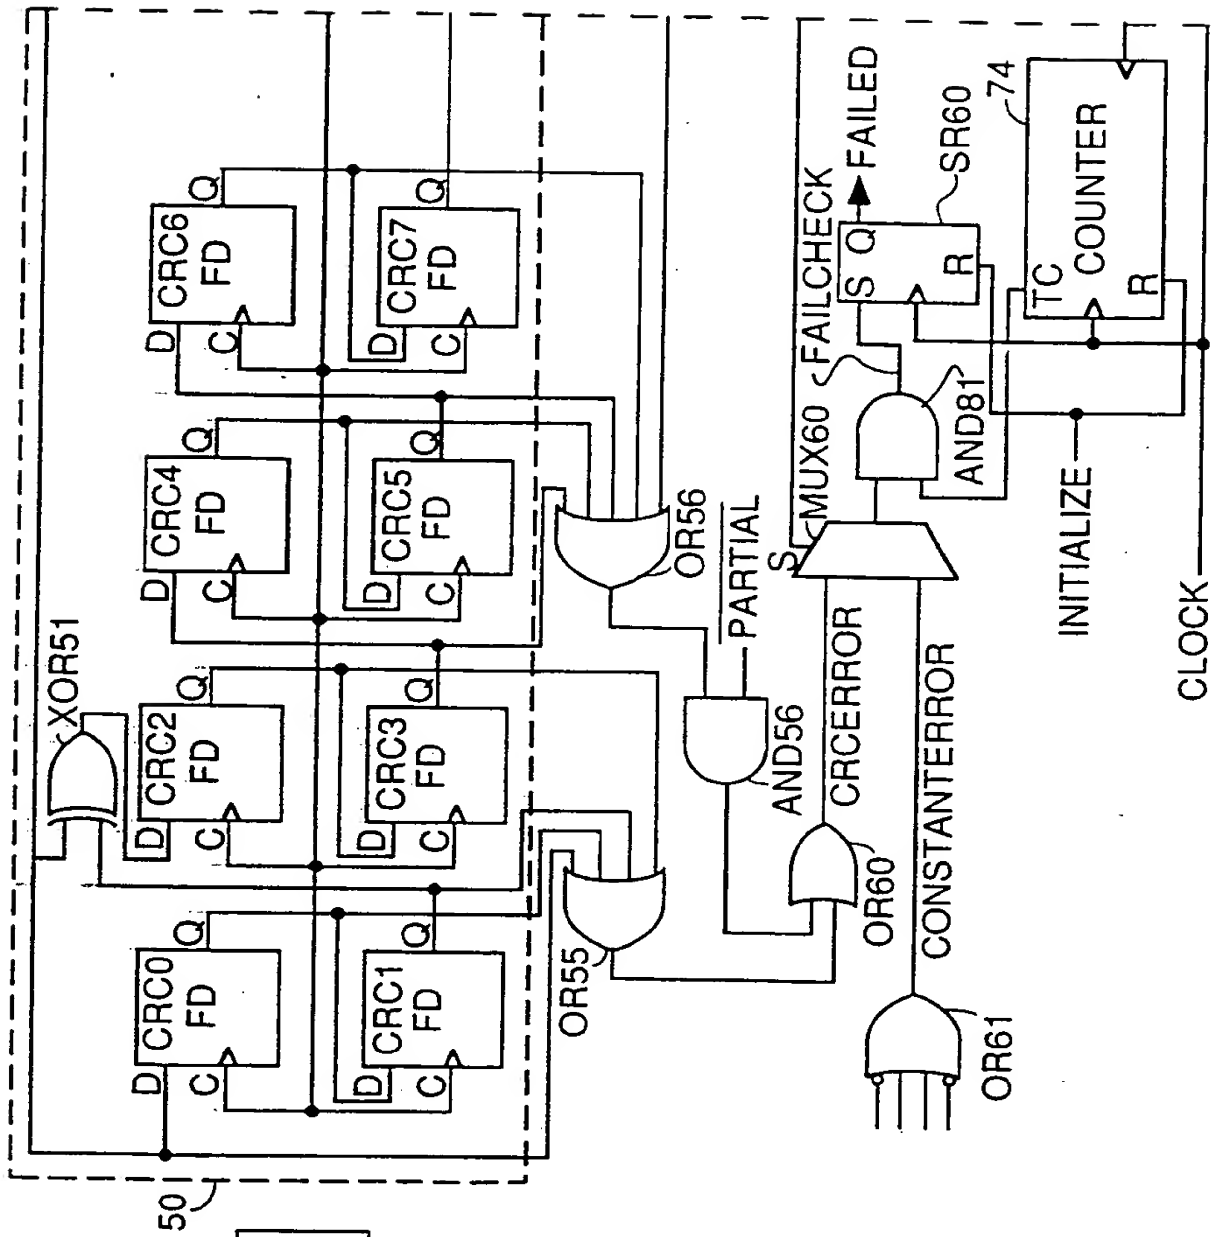 CRC6
FD
D
C
Q
CRC7
FD
D
C
Q
CRC4
FD
D
C
Q
CRC5
FD
D
C
Q
XOR51
CRC2
FD
D
C
Q
CRC3
FD
D
C
Q
CRC0
FD
D
C
Q
CRC1
FD
D
C
Q
50
OR56
PARTIAL
AND56
OR55
OR60
CRCERROR
CONSTANTERROR
OR61
S
MUX60
FAILCHECK
AND81
S
Q
R
FAILED
SR60
74
TC
COUNTER
R
INITIALIZE
CLOCK